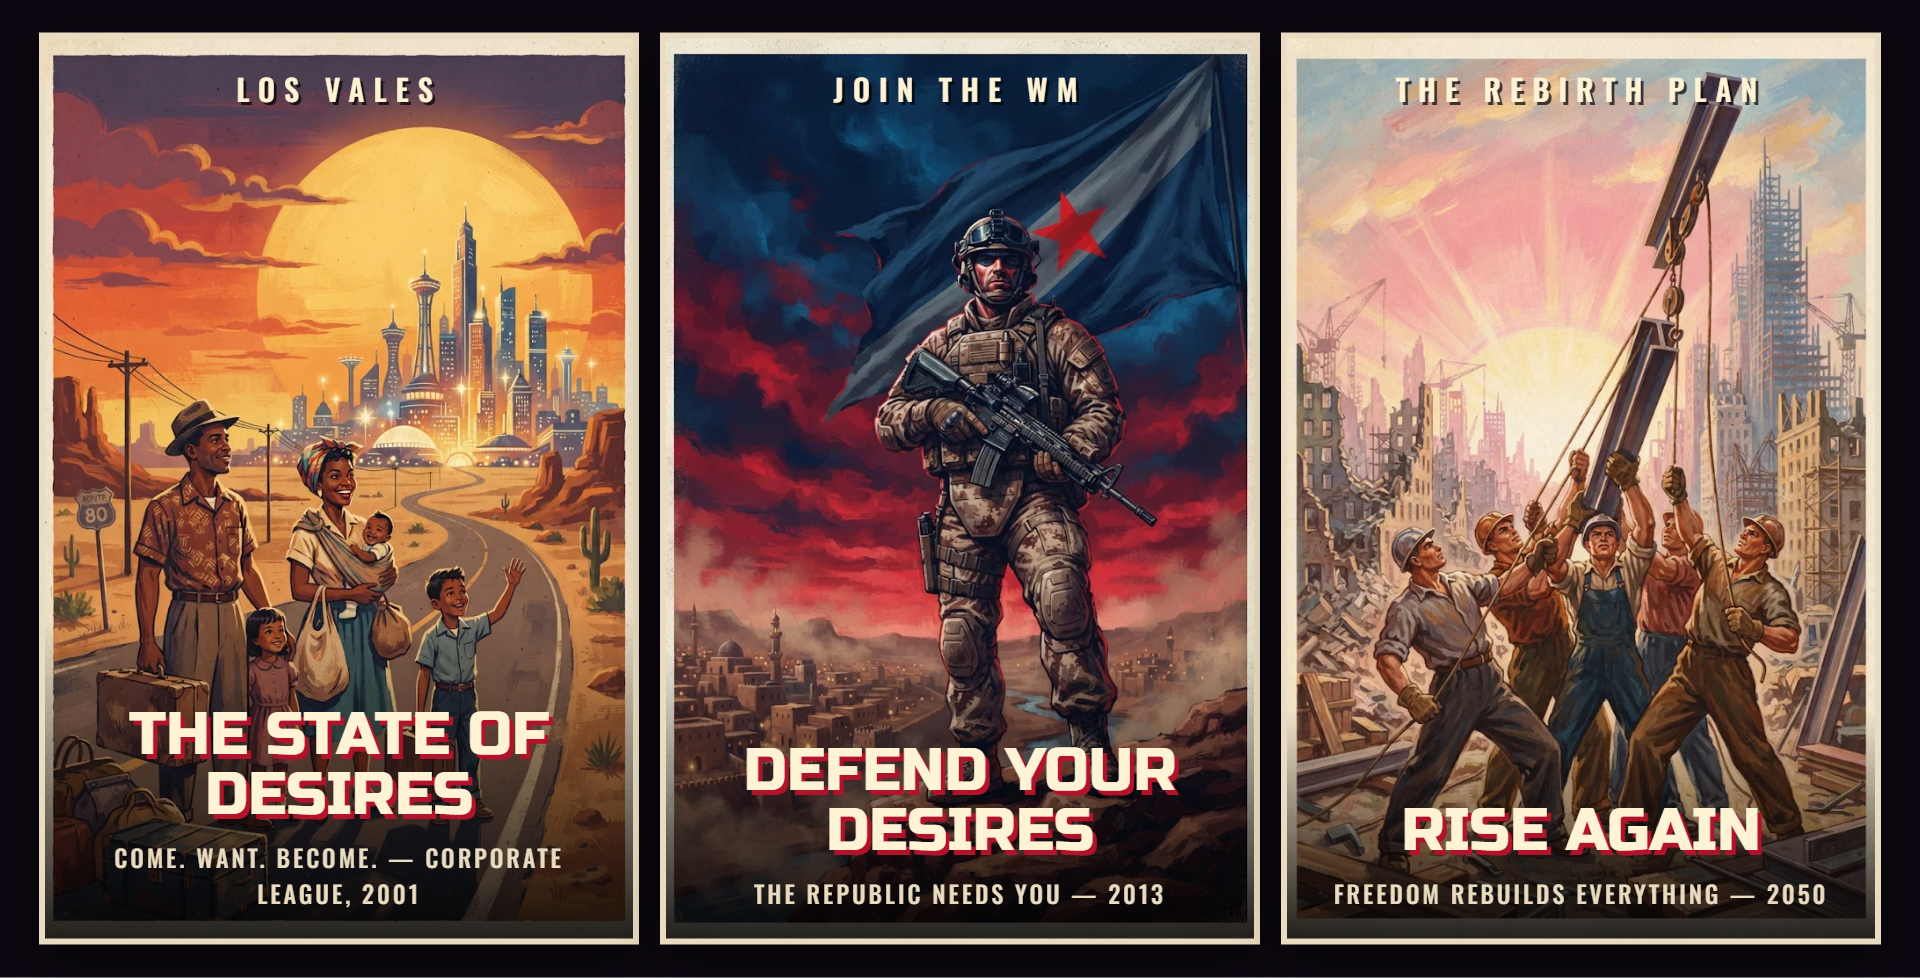 LOS VALES
ROUTE
80
THE STATE OF
DESIRES
COME. WANT. BECOME. — CORPORATE
LEAGUE, 2001
JOIN THE WM
DEFEND YOUR
DESIRES
THE REPUBLIC NEEDS YOU — 2013
THE REBIRTH PLAN
RISE AGAIN
FREEDOM REBUILDS EVERYTHING — 2050